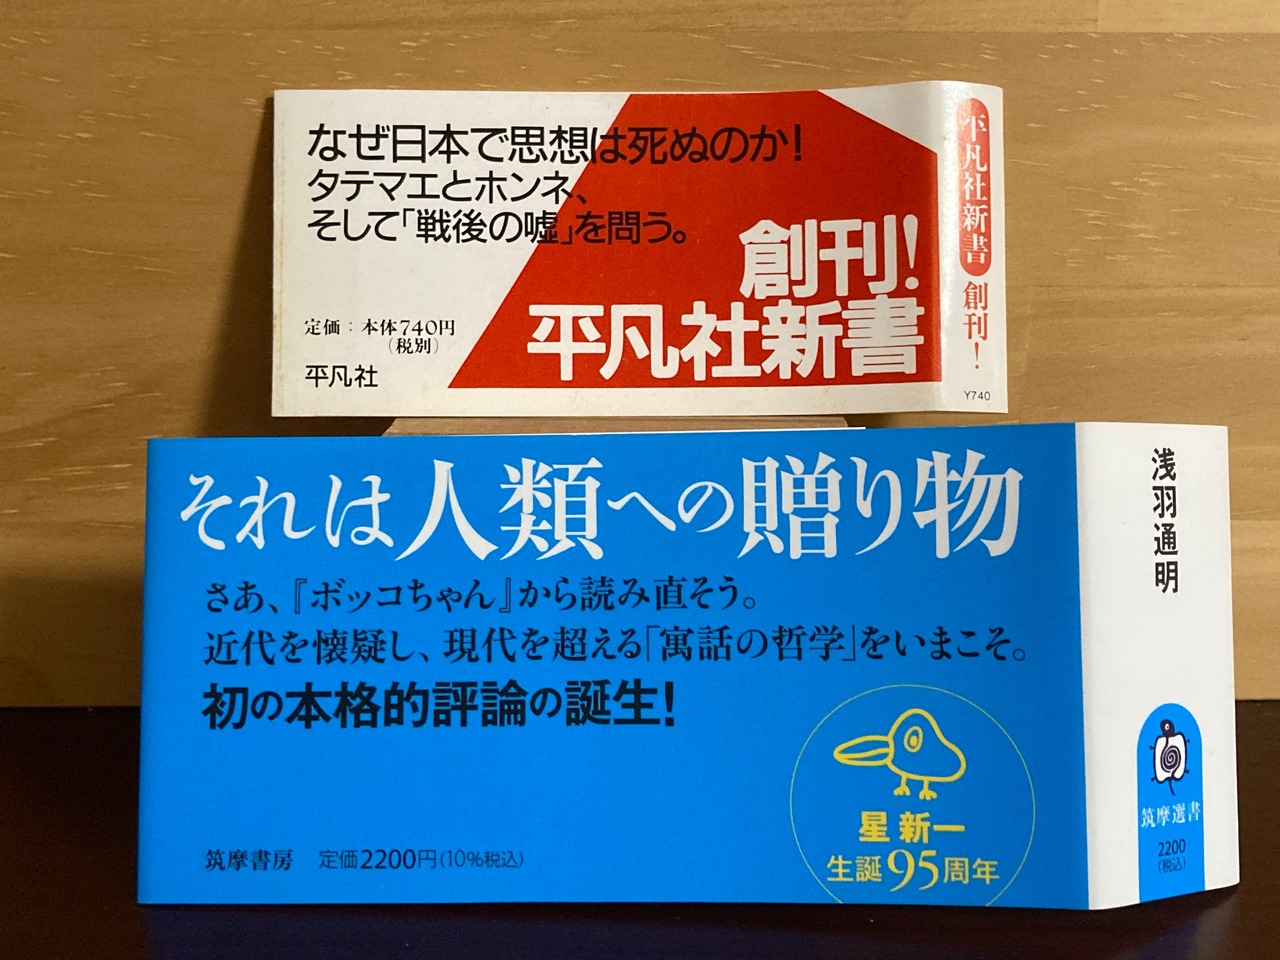 なぜ日本で思想は死ぬのか!
タテマエとホンネ、
そして「戦後の嘘」を問う。
創刊!
平凡社新書
定価：本体740円
(税別)
平凡社
平凡社新書
創刊!
Y740
それは人類への贈り物
さあ、『ボッコちゃん』から読み直そう。
近代を懐疑し、現代を超える「寓話の哲学」をいまこそ。
初の本格的評論の誕生!
星新一
生誕95周年
筑摩書房 定価2200円(10%税込)
浅羽通明
筑摩選書
2200
(税込)